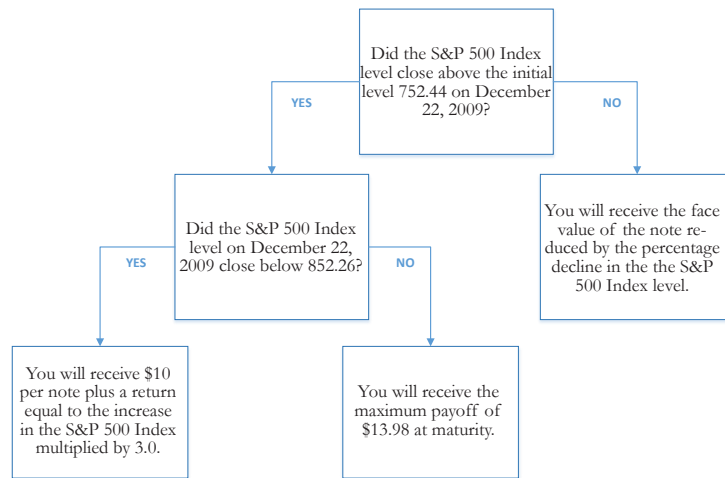 Did the S&P 500 Index
level close above the initial
level 752.44 on December
22, 2009?
YES
NO
Did the S&P 500 Index
level on December 22,
2009 close below 852.26?
You will receive the face
value of the note re-
duced by the percentage
decline in the the S&P
500 Index level.
YES
NO
You will receive $10
per note plus a return
equal to the increase
in the S&P 500 Index
multiplied by 3.0.
You will receive the
maximum payoff of
$13.98 at maturity.